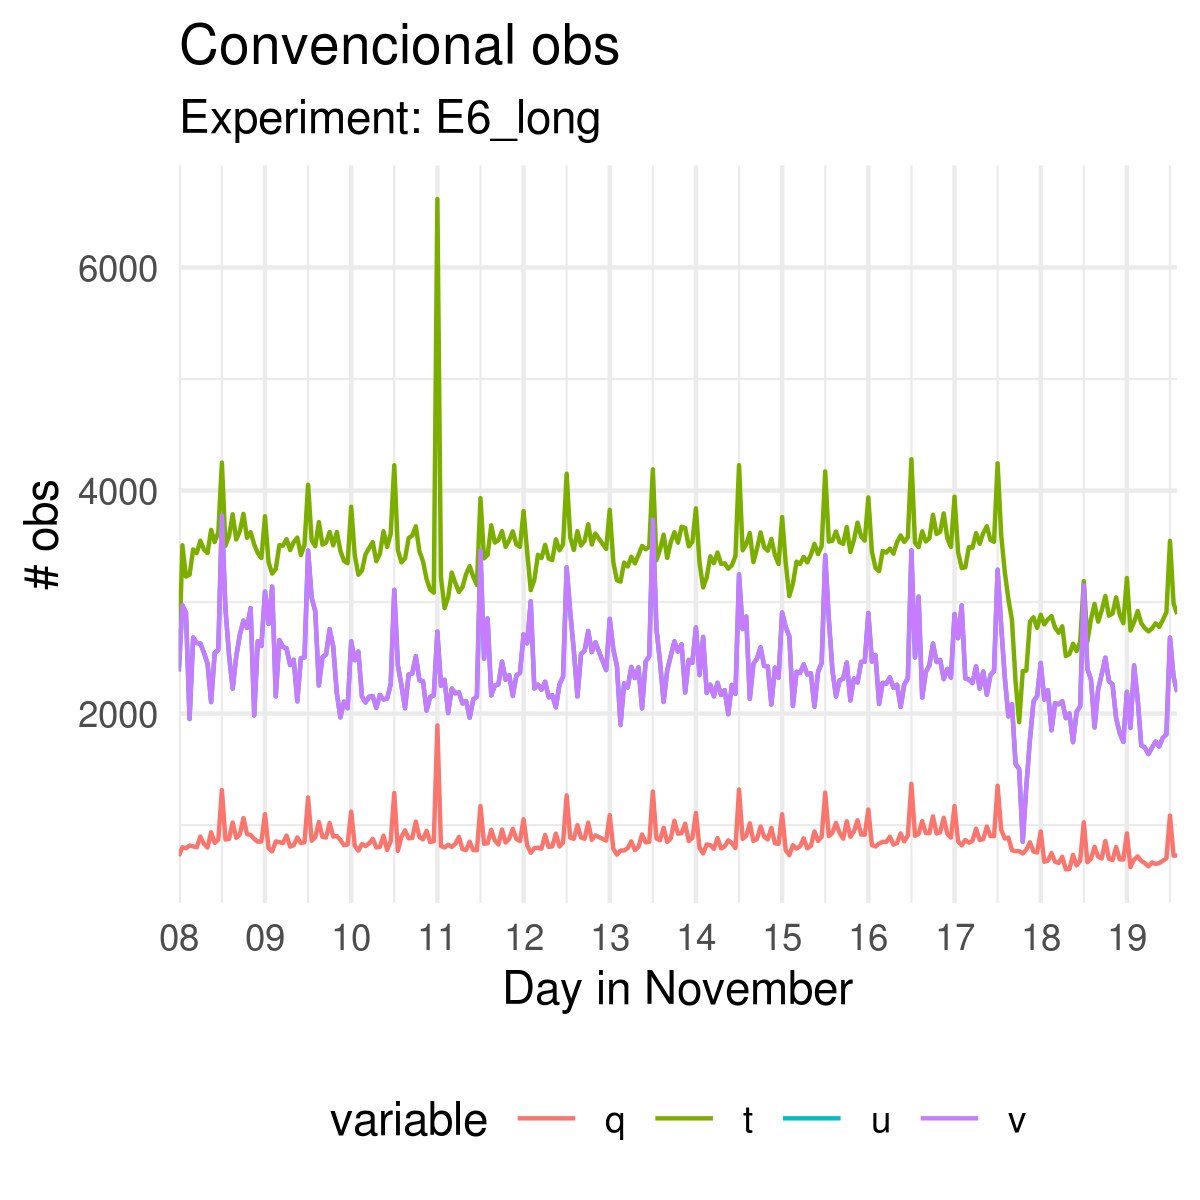 Convencional obs
Experiment: E6_long
# obs
6000
4000
2000
08 09 10 11 12 13 14 15 16 17 18 19
Day in November
variable q t u v